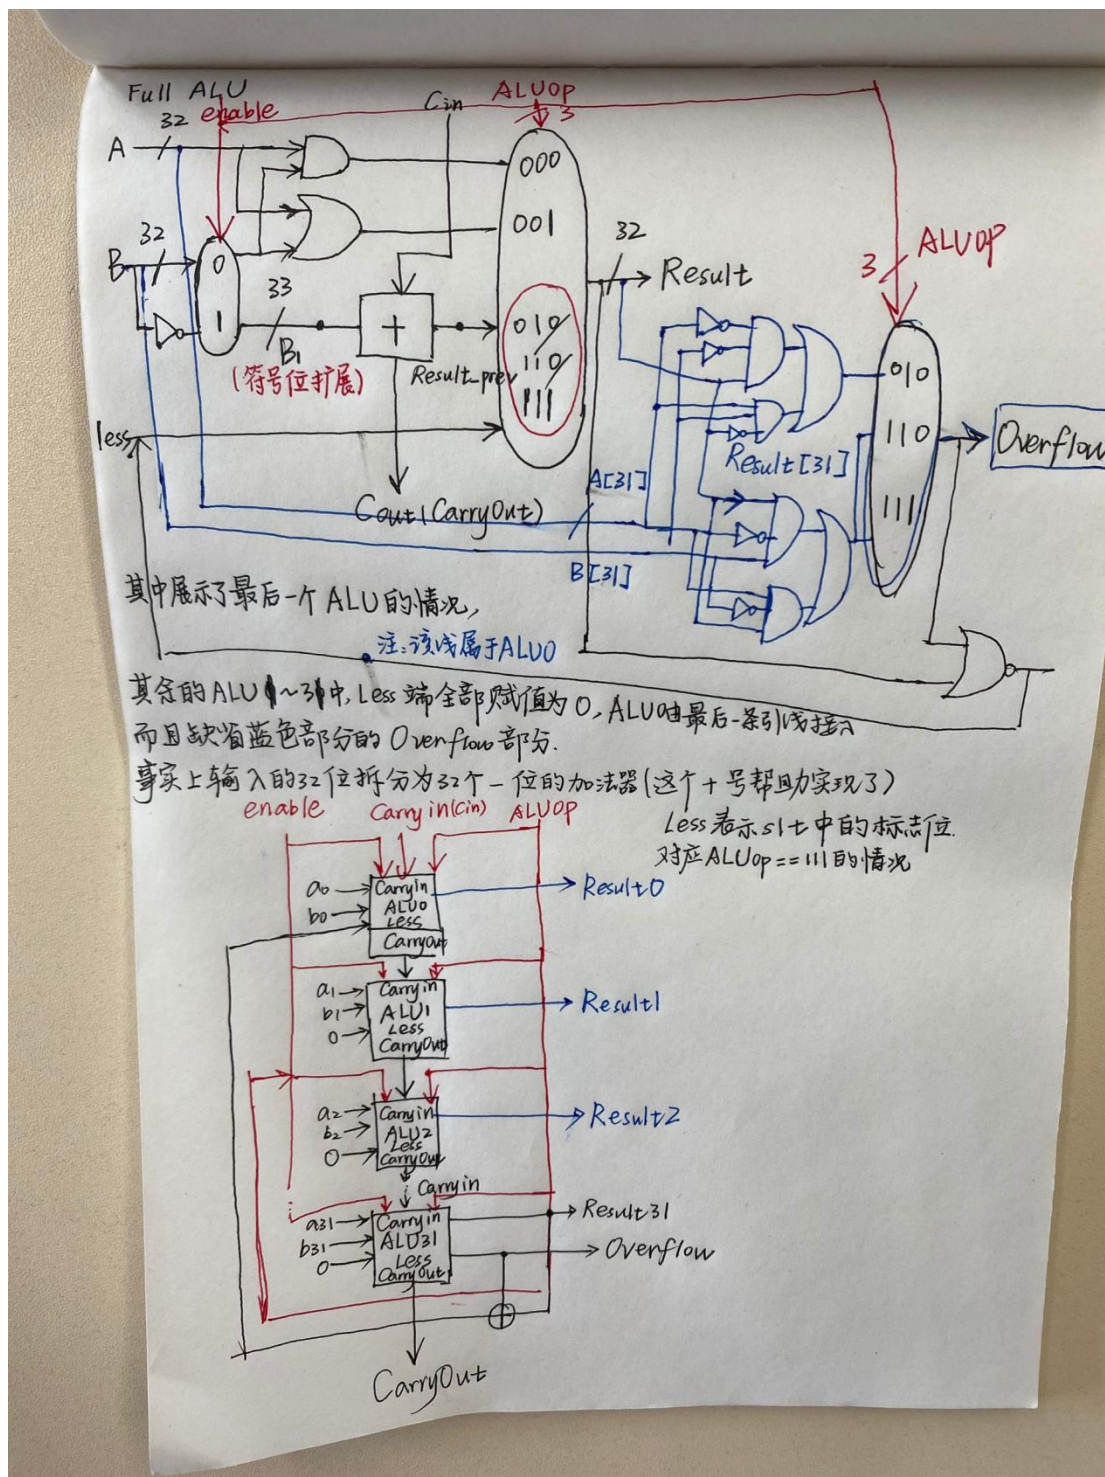 Full ALU
enable
Cin
ALUop
3
32
A
000
001
32
B
0
1
33
B1
(符号位扩展)
+
Result_prev
010/
110/
111
32
Result
3
ALUop
010
110
111
Overflow
less
Result[31]
A[31]
Cout(CarryOut)
B[31]
其中展示了最后一个ALU的情况,
注:该线属于ALU0
其余的ALU1~31中,Less端全部赋值为0,ALU0由最后一条引线接入
而且缺省蓝色部分的Overflow部分.
事实上输入的32位拆分为32个一位的加法器(这个+号帮助实现了)
Less表示slt中的标志位.
对应ALUop==111的情况
enable
Carryin(Cin)
ALUop
a0
b0
Carryin
ALU0
Less
CarryOut
Result0
a1
b1
0
Carryin
ALU1
Less
CarryOut
Result1
a2
b2
0
Carryin
ALU2
Less
CarryOut
Result2
Carryin
a31
b31
0
Carryin
ALU31
Less
CarryOut
Result31
Overflow
CarryOut